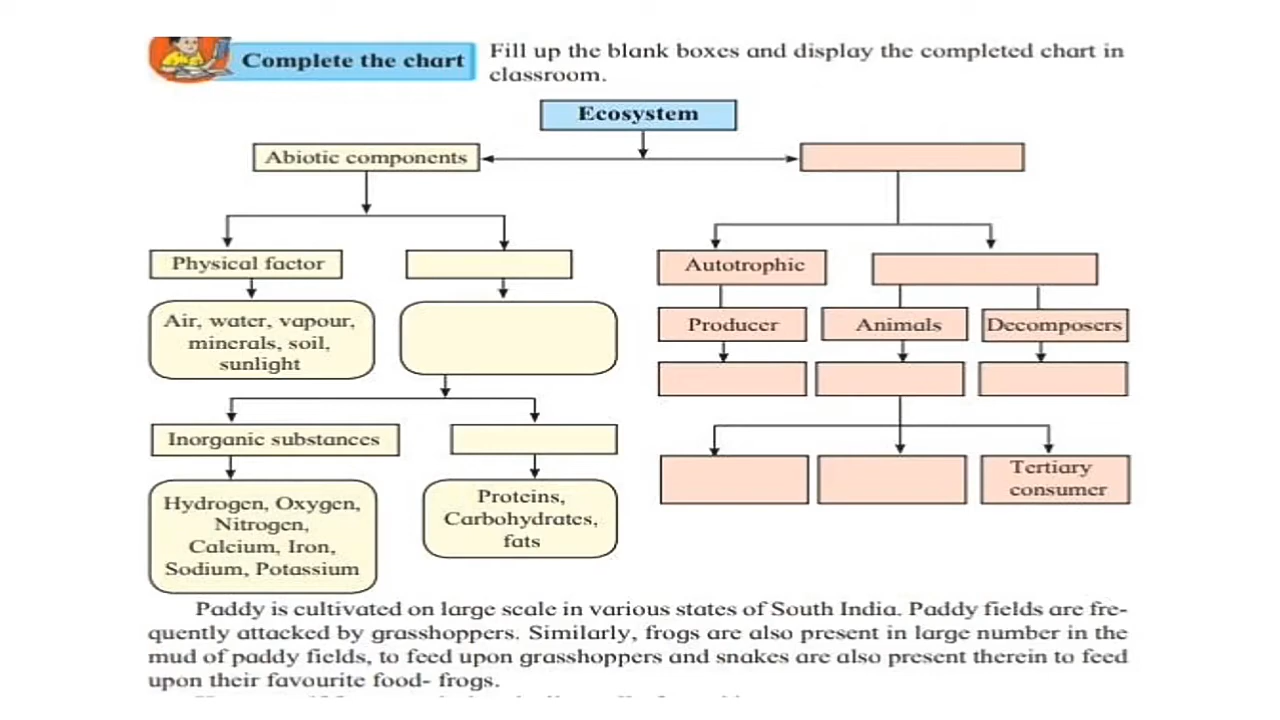 Complete the chart
Fill up the blank boxes and display the completed chart in
classroom.
Ecosystem
Abiotic components
Physical factor
Autotrophic
Air, water, vapour,
minerals, soil,
sunlight
Producer
Animals
Decomposers
Inorganic substances
Tertiary
consumer
Hydrogen, Oxygen,
Nitrogen,
Calcium, Iron,
Sodium, Potassium
Proteins,
Carbohydrates,
fats
Paddy is cultivated on large scale in various states of South India. Paddy fields are fre-
quently attacked by grasshoppers. Similarly, frogs are also present in large number in the
mud of paddy fields, to feed upon grasshoppers and snakes are also present therein to feed
upon their favourite food- frogs.